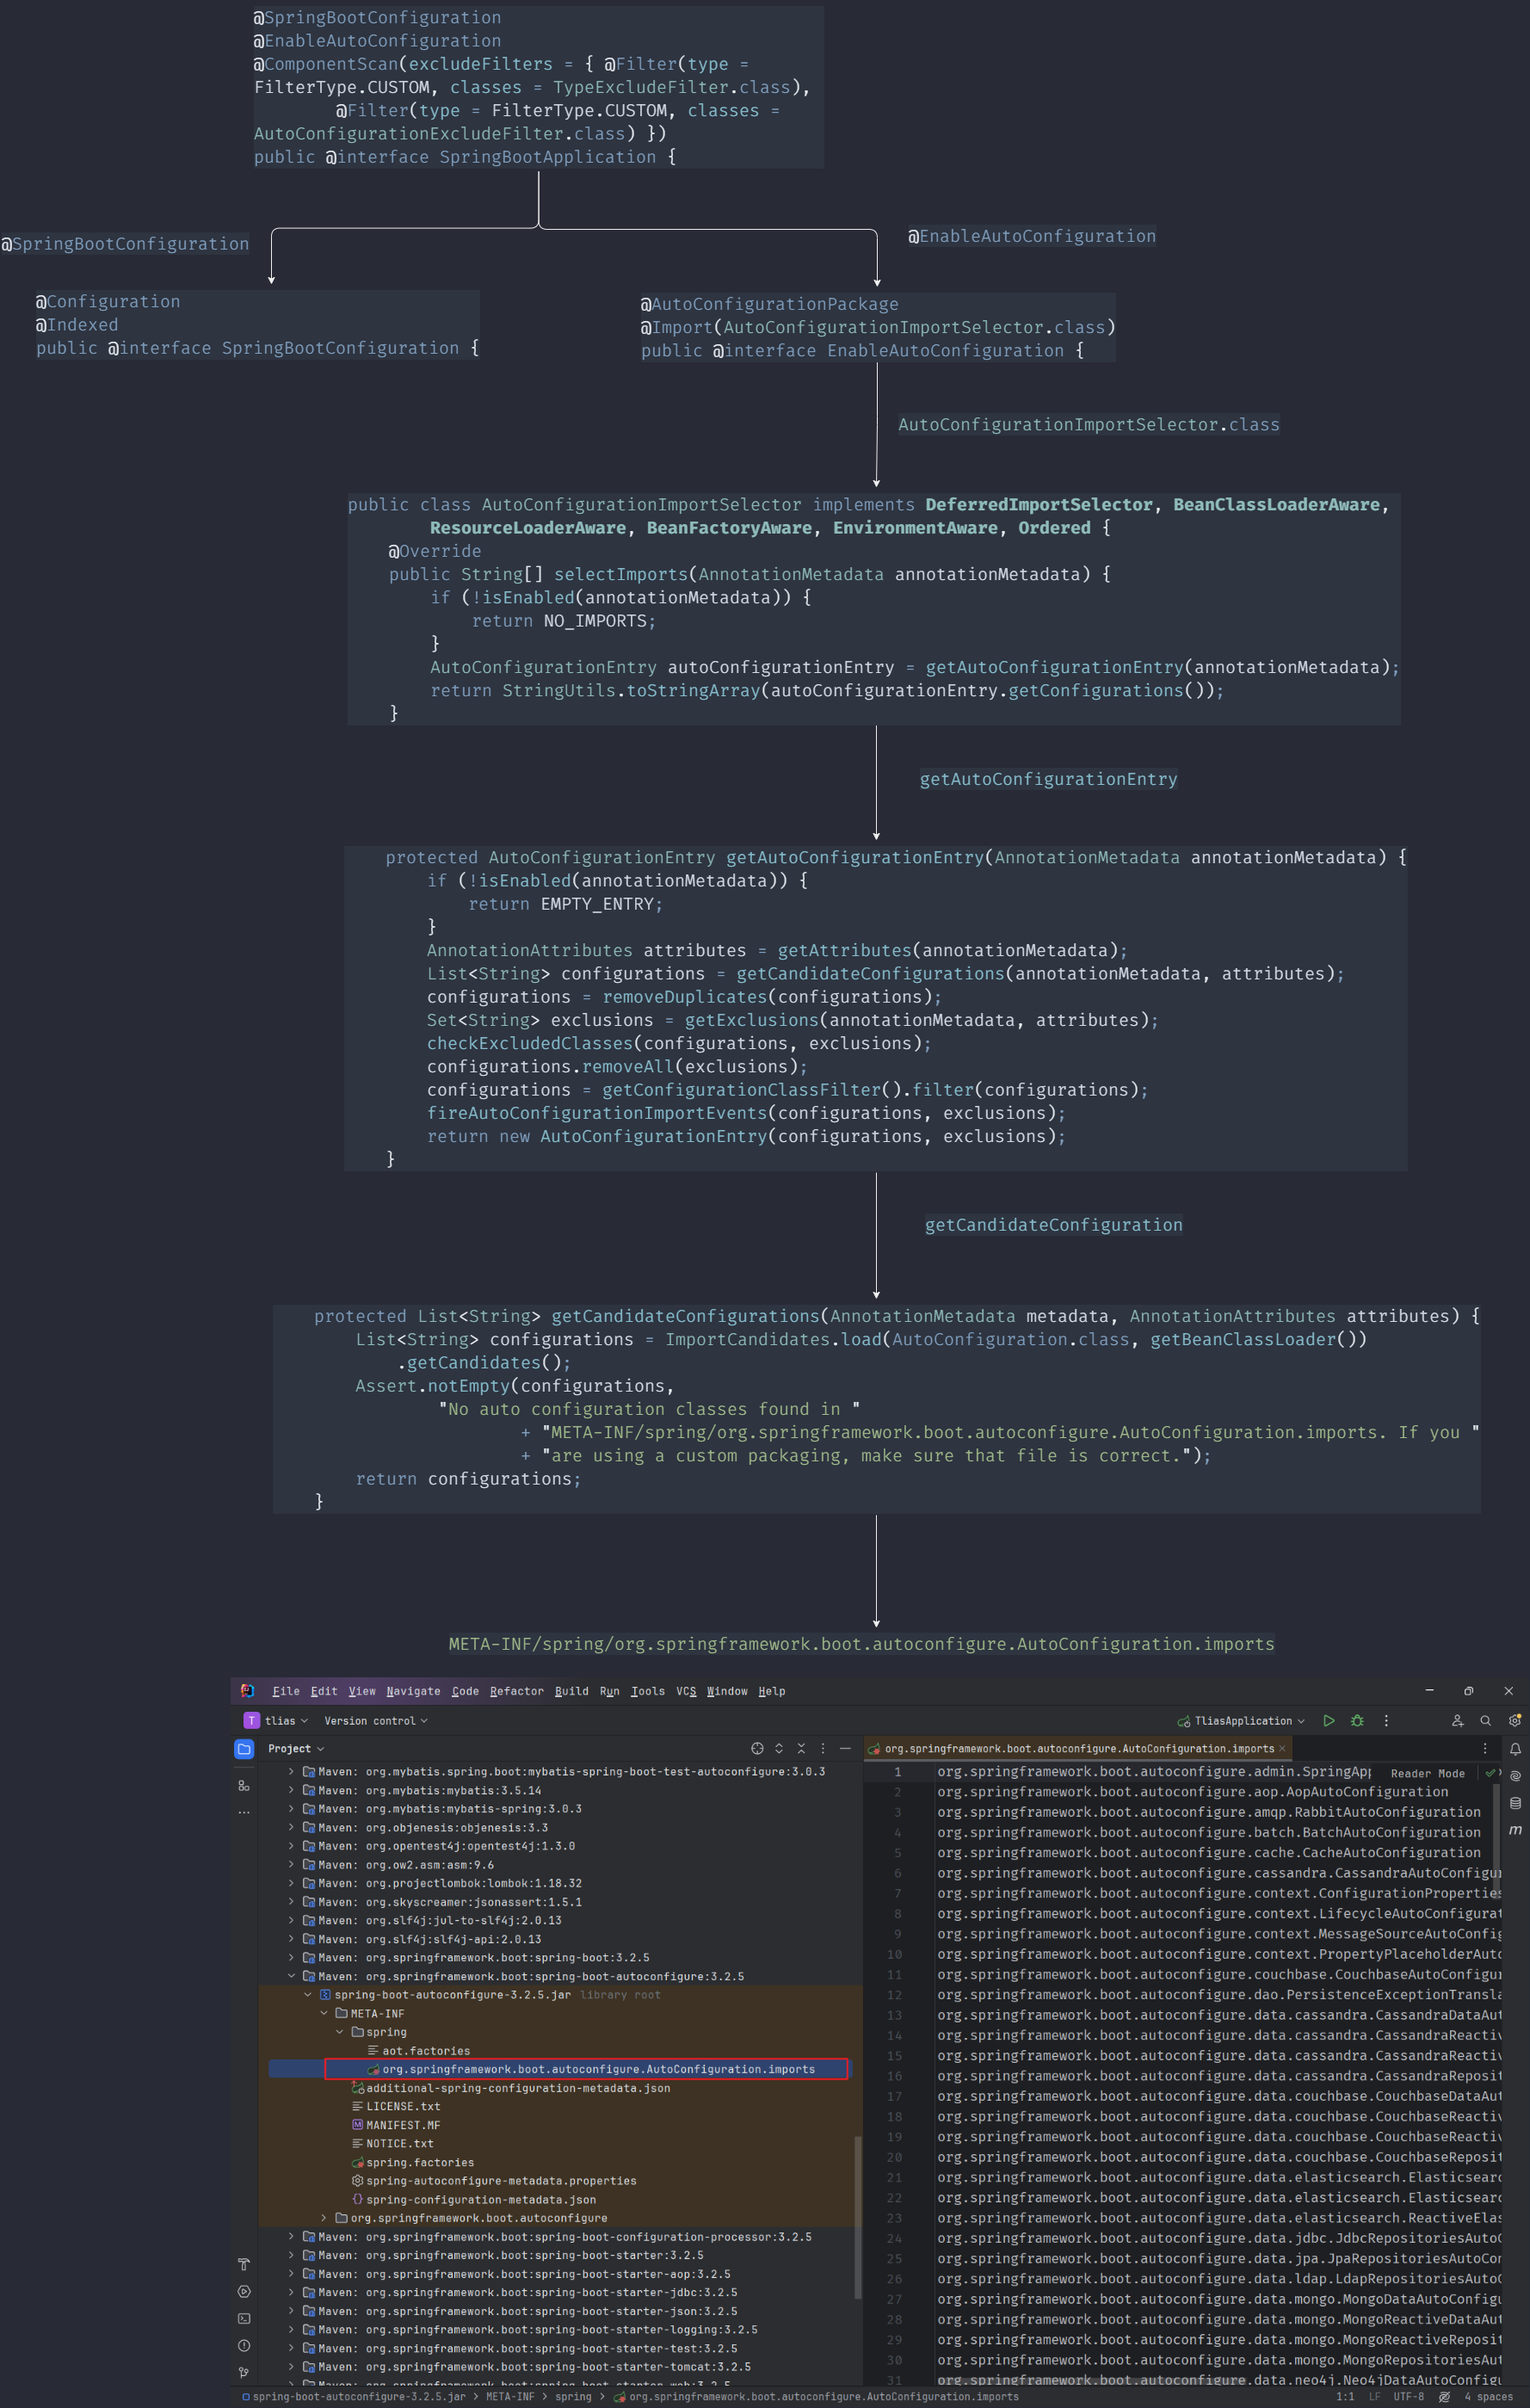 @SpringBootConfiguration
@EnableAutoConfiguration
@ComponentScan(excludeFilters = { @Filter(type =
FilterType.CUSTOM, classes = TypeExcludeFilter.class),
@Filter(type = FilterType.CUSTOM, classes =
AutoConfigurationExcludeFilter.class) })
public @interface SpringBootApplication {
@SpringBootConfiguration
@EnableAutoConfiguration
@Configuration
@Indexed
public @interface SpringBootConfiguration {
@AutoConfigurationPackage
@Import(AutoConfigurationImportSelector.class)
public @interface EnableAutoConfiguration {
AutoConfigurationImportSelector.class
public class AutoConfigurationImportSelector implements DeferredImportSelector, BeanClassLoaderAware,
ResourceLoaderAware, BeanFactoryAware, EnvironmentAware, Ordered {
@Override
public String[] selectImports(AnnotationMetadata annotationMetadata) {
if (!isEnabled(annotationMetadata)) {
return NO_IMPORTS;
}
AutoConfigurationEntry autoConfigurationEntry = getAutoConfigurationEntry(annotationMetadata);
return StringUtils.toStringArray(autoConfigurationEntry.getConfigurations());
}
getAutoConfigurationEntry
protected AutoConfigurationEntry getAutoConfigurationEntry(AnnotationMetadata annotationMetadata) {
if (!isEnabled(annotationMetadata)) {
return EMPTY_ENTRY;
}
AnnotationAttributes attributes = getAttributes(annotationMetadata);
List<String> configurations = getCandidateConfigurations(annotationMetadata, attributes);
configurations = removeDuplicates(configurations);
Set<String> exclusions = getExclusions(annotationMetadata, attributes);
checkExcludedClasses(configurations, exclusions);
configurations.removeAll(exclusions);
configurations = getConfigurationClassFilter().filter(configurations);
fireAutoConfigurationImportEvents(configurations, exclusions);
return new AutoConfigurationEntry(configurations, exclusions);
}
getCandidateConfiguration
protected List<String> getCandidateConfigurations(AnnotationMetadata metadata, AnnotationAttributes attributes) {
List<String> configurations = ImportCandidates.load(AutoConfiguration.class, getBeanClassLoader())
.getCandidates();
Assert.notEmpty(configurations,
"No auto configuration classes found in "
+ "META-INF/spring/org.springframework.boot.autoconfigure.AutoConfiguration.imports. If you "
+ "are using a custom packaging, make sure that file is correct.");
return configurations;
}
META-INF/spring/org.springframework.boot.autoconfigure.AutoConfiguration.imports
File Edit View Navigate Code Refactor Build Run Tools VCS Window Help
T tlias Version control TliasApplication
Project
Maven: org.mybatis.spring.boot:mybatis-spring-boot-test-autoconfigure:3.0.3
Maven: org.mybatis:mybatis:3.5.14
Maven: org.mybatis:mybatis-spring:3.0.3
Maven: org.objenesis:objenesis:3.3
Maven: org.opentest4j:opentest4j:1.3.0
Maven: org.ow2.asm:asm:9.6
Maven: org.projectlombok:lombok:1.18.32
Maven: org.skyscreamer:jsonassert:1.5.1
Maven: org.slf4j:jul-to-slf4j:2.0.13
Maven: org.slf4j:slf4j-api:2.0.13
Maven: org.springframework.boot:spring-boot:3.2.5
Maven: org.springframework.boot:spring-boot-autoconfigure:3.2.5
spring-boot-autoconfigure-3.2.5.jar library root
META-INF
spring
aot.factories
org.springframework.boot.autoconfigure.AutoConfiguration.imports
additional-spring-configuration-metadata.json
LICENSE.txt
MANIFEST.MF
NOTICE.txt
spring.factories
spring-autoconfigure-metadata.properties
spring-configuration-metadata.json
org.springframework.boot.autoconfigure
Maven: org.springframework.boot:spring-boot-configuration-processor:3.2.5
Maven: org.springframework.boot:spring-boot-starter:3.2.5
Maven: org.springframework.boot:spring-boot-starter-aop:3.2.5
Maven: org.springframework.boot:spring-boot-starter-jdbc:3.2.5
Maven: org.springframework.boot:spring-boot-starter-json:3.2.5
Maven: org.springframework.boot:spring-boot-starter-logging:3.2.5
Maven: org.springframework.boot:spring-boot-starter-test:3.2.5
Maven: org.springframework.boot:spring-boot-starter-tomcat:3.2.5
org.springframework.boot.autoconfigure.AutoConfiguration.imports
Reader Mode
1 org.springframework.boot.autoconfigure.admin.SpringAp
2 org.springframework.boot.autoconfigure.aop.AopAutoConfiguration
3 org.springframework.boot.autoconfigure.amqp.RabbitAutoConfiguration
4 org.springframework.boot.autoconfigure.batch.BatchAutoConfiguration
5 org.springframework.boot.autoconfigure.cache.CacheAutoConfiguration
6 org.springframework.boot.autoconfigure.cassandra.CassandraAutoConfigur
7 org.springframework.boot.autoconfigure.context.ConfigurationProperties
8 org.springframework.boot.autoconfigure.context.LifecycleAutoConfigurat
9 org.springframework.boot.autoconfigure.context.MessageSourceAutoConfig
10 org.springframework.boot.autoconfigure.context.PropertyPlaceholderAuto
11 org.springframework.boot.autoconfigure.couchbase.CouchbaseAutoConfigur
12 org.springframework.boot.autoconfigure.dao.PersistenceExceptionTransla
13 org.springframework.boot.autoconfigure.data.cassandra.CassandraDataAut
14 org.springframework.boot.autoconfigure.data.cassandra.CassandraReactiv
15 org.springframework.boot.autoconfigure.data.cassandra.CassandraReactiv
16 org.springframework.boot.autoconfigure.data.cassandra.CassandraReposit
17 org.springframework.boot.autoconfigure.data.couchbase.CouchbaseDataAut
18 org.springframework.boot.autoconfigure.data.couchbase.CouchbaseReactiv
19 org.springframework.boot.autoconfigure.data.couchbase.CouchbaseReactiv
20 org.springframework.boot.autoconfigure.data.couchbase.CouchbaseReposit
21 org.springframework.boot.autoconfigure.data.elasticsearch.Elasticsearc
22 org.springframework.boot.autoconfigure.data.elasticsearch.Elasticsearc
23 org.springframework.boot.autoconfigure.data.elasticsearch.ReactiveElas
24 org.springframework.boot.autoconfigure.data.jdbc.JdbcRepositoriesAutoC
25 org.springframework.boot.autoconfigure.data.jpa.JpaRepositoriesAutoCon
26 org.springframework.boot.autoconfigure.data.ldap.LdapRepositoriesAutoC
27 org.springframework.boot.autoconfigure.data.mongo.MongoDataAutoConfigu
28 org.springframework.boot.autoconfigure.data.mongo.MongoReactiveDataAut
29 org.springframework.boot.autoconfigure.data.mongo.MongoReactiveReposit
30 org.springframework.boot.autoconfigure.data.mongo.MongoRepositoriesAut
31 org.springframework.boot.autoconfigure.data.neo4j.Neo4jDataAutoConfigu
spring-boot-autoconfigure-3.2.5.jar > META-INF > spring > org.springframework.boot.autoconfigure.AutoConfiguration.imports 1:1 LF UTF-8 4 spaces